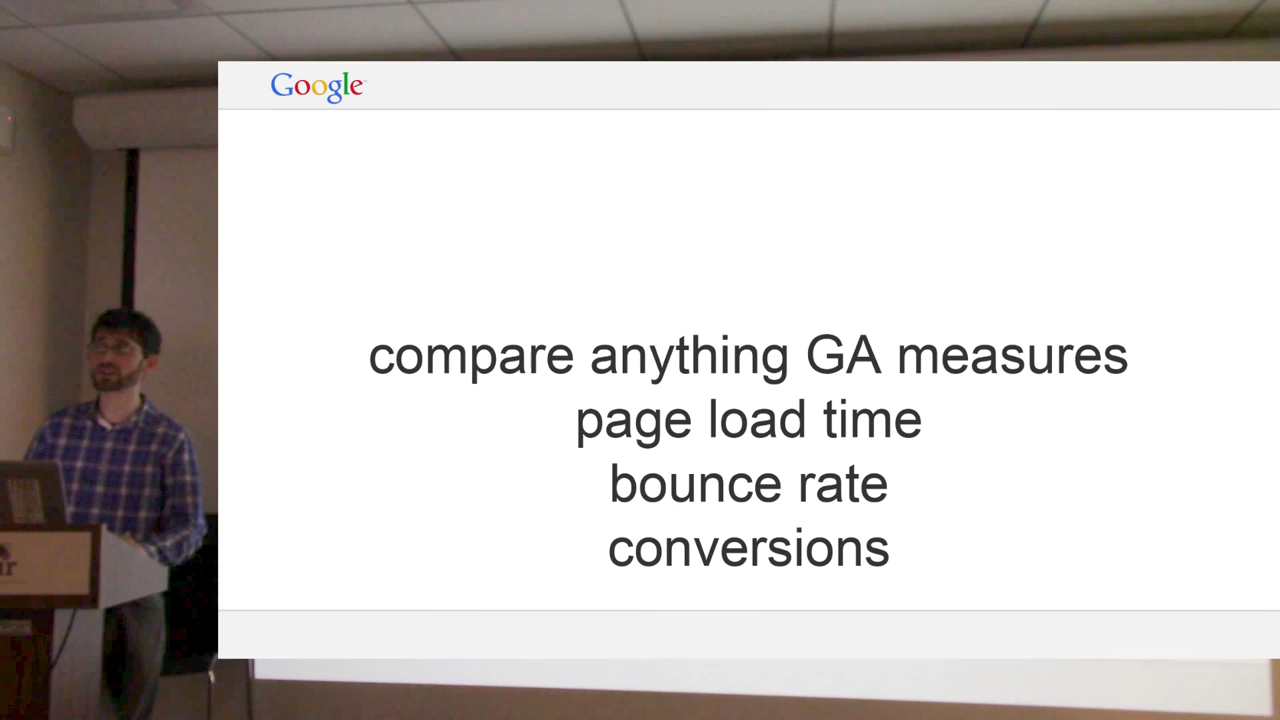 Google
compare anything GA measures
page load time
bounce rate
conversions